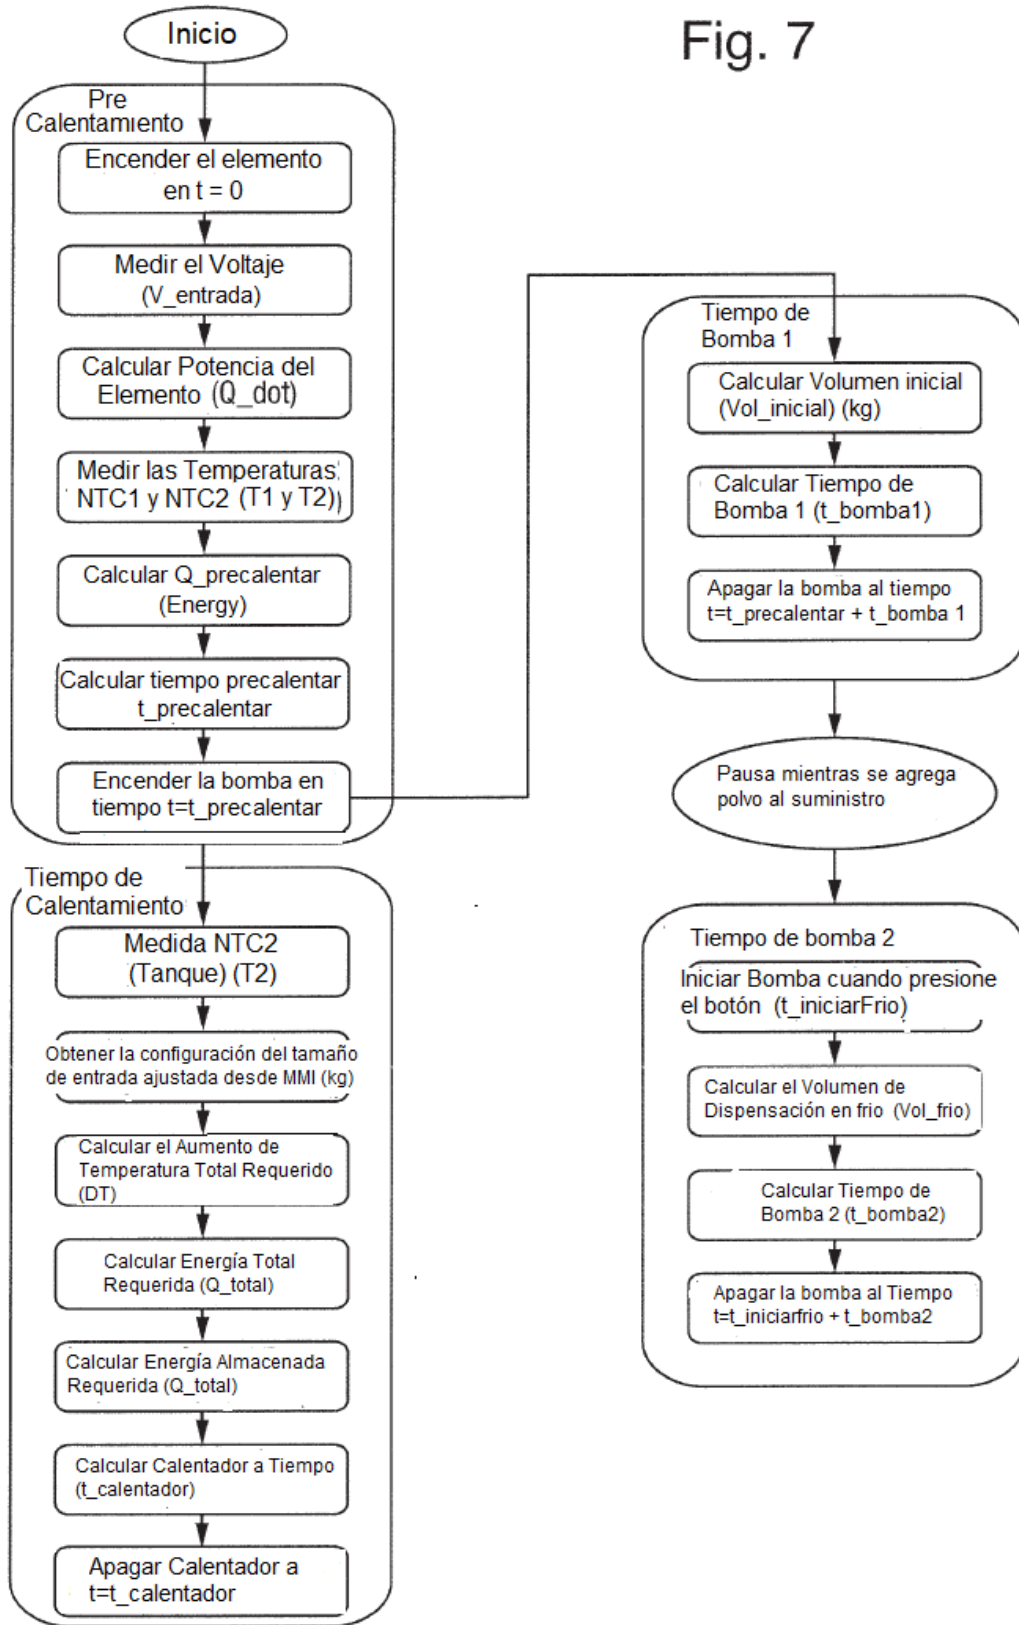 Inicio
Fig. 7
Pre
Calentamiento
Encender el elemento
en t = 0
Medir el Voltaje
(V_entrada)
Calcular Potencia del
Elemento (Q_dot)
Medir las Temperaturas
NTC1 y NTC2 (T1 y T2)
Calcular Q_precalentar
(Energy)
Calcular tiempo precalentar
t_precalentar
Encender la bomba en
tiempo t=t_precalentar
Tiempo de
Calentamiento
Medida NTC2
(Tanque) (T2)
Obtener la configuración del tamaño
de entrada ajustada desde MMI (kg)
Calcular el Aumento de
Temperatura Total Requerido
(DT)
Calcular Energía Total
Requerida (Q_total)
Calcular Energía Almacenada
Requerida (Q_total)
Calcular Calentador a Tiempo
(t_calentador)
Apagar Calentador a
t=t_calentador
Tiempo de
Bomba 1
Calcular Volumen inicial
(Vol_inicial) (kg)
Calcular Tiempo de
Bomba 1 (t_bomba1)
Apagar la bomba al tiempo
t=t_precalentar + t_bomba 1
Pausa mientras se agrega
polvo al suministro
Tiempo de bomba 2
Iniciar Bomba cuando presione
el botón (t_iniciarFrio)
Calcular el Volumen de
Dispensación en frio (Vol_frio)
Calcular Tiempo de
Bomba 2 (t_bomba2)
Apagar la bomba al Tiempo
t=t_iniciarfrio + t_bomba2